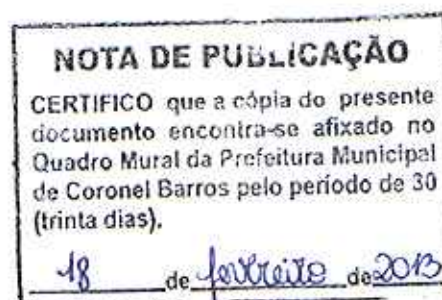 NOTA DE PUBLICAÇÃO
CERTIFICO que a cópia do presente
documento encontra-se afixado no
Quadro Mural da Prefeitura Municipal
de Coronel Barros pelo período de 30
(trinta dias).
18 de fevereiro de 2013